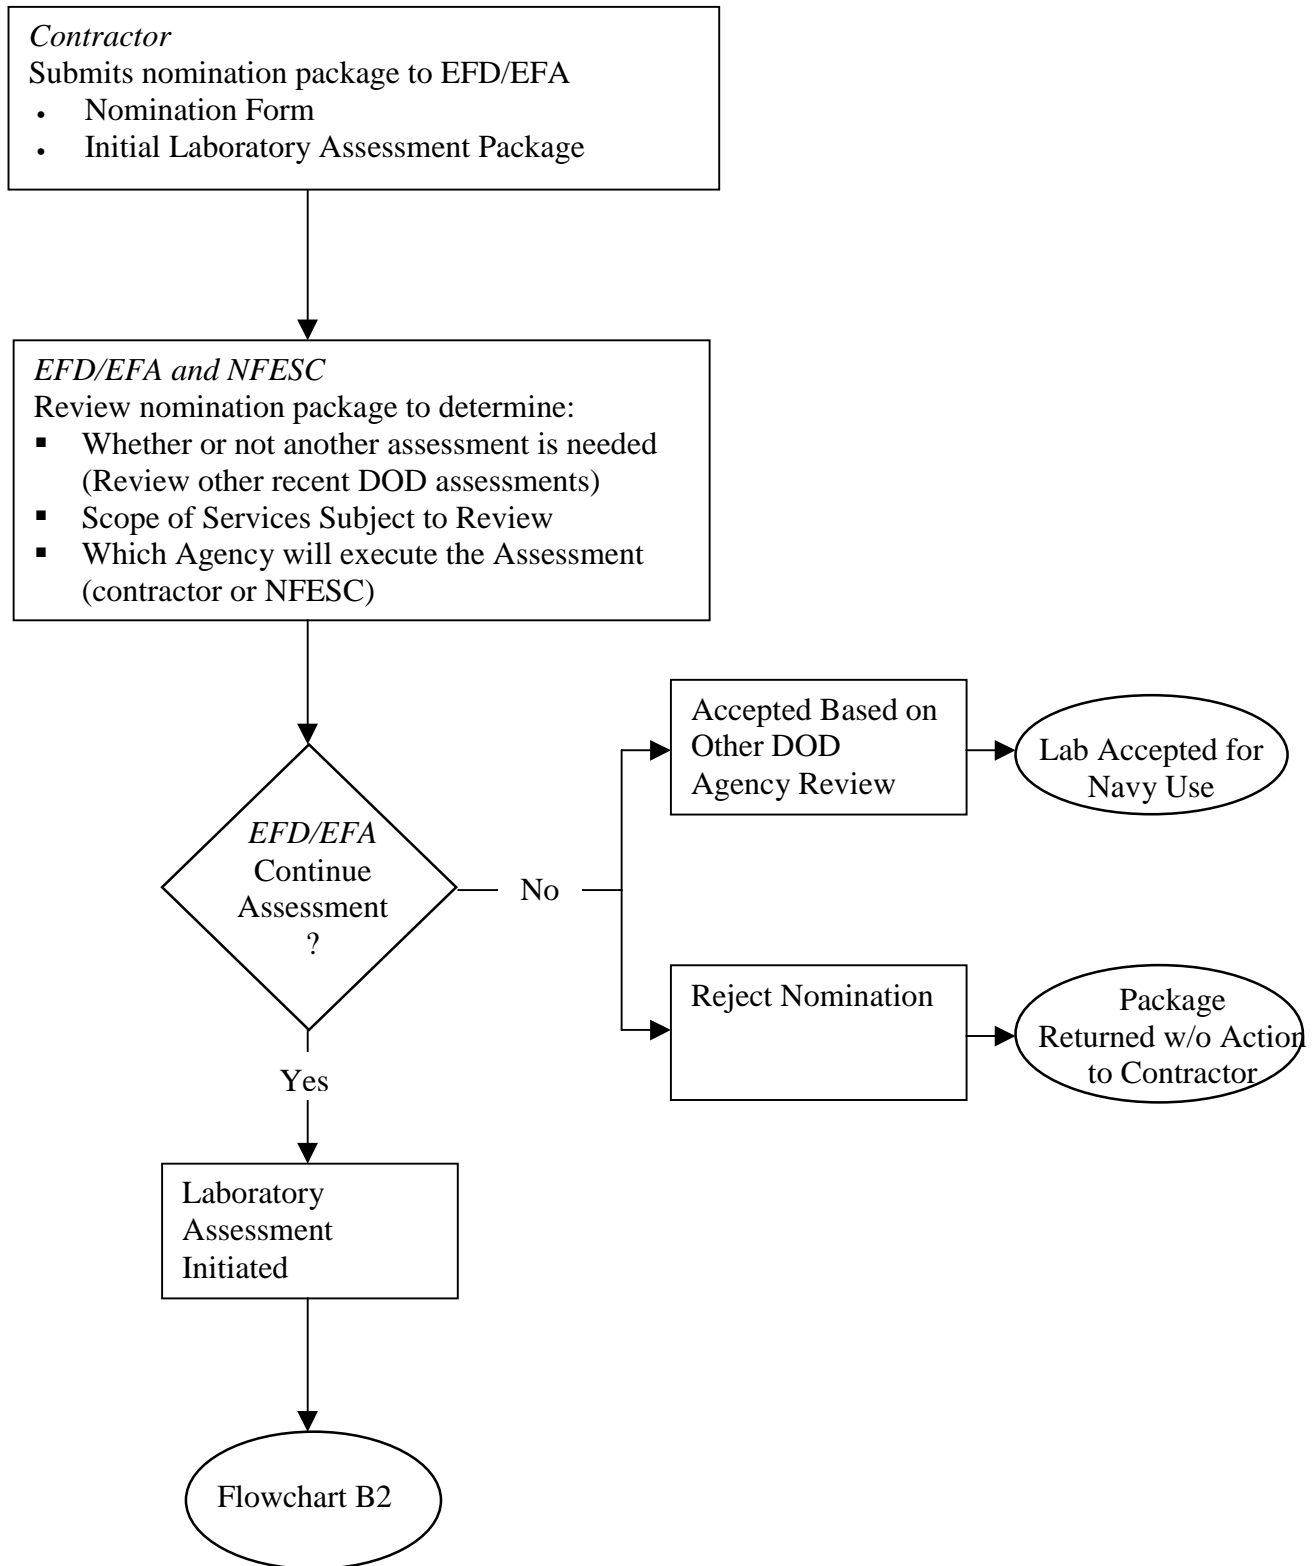 Contractor
Submits nomination package to EFD/EFA
• Nomination Form
• Initial Laboratory Assessment Package
EFD/EFA and NFESC
Review nomination package to determine:
▪ Whether or not another assessment is needed
(Review other recent DOD assessments)
▪ Scope of Services Subject to Review
▪ Which Agency will execute the Assessment
(contractor or NFESC)
EFD/EFA
Continue
Assessment
?
No
Accepted Based on
Other DOD
Agency Review
Lab Accepted for
Navy Use
Reject Nomination
Package
Returned w/o Action
to Contractor
Yes
Laboratory
Assessment
Initiated
Flowchart B2